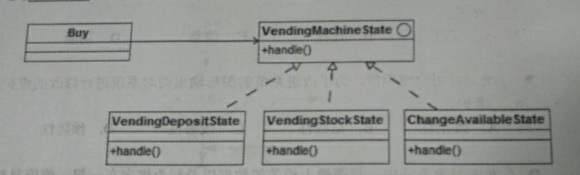 Buy
VendingMachineState
+handle()
VendingDepositState
VendingStockState
ChangeAvailableState
+handle()
+handle()
+handle()